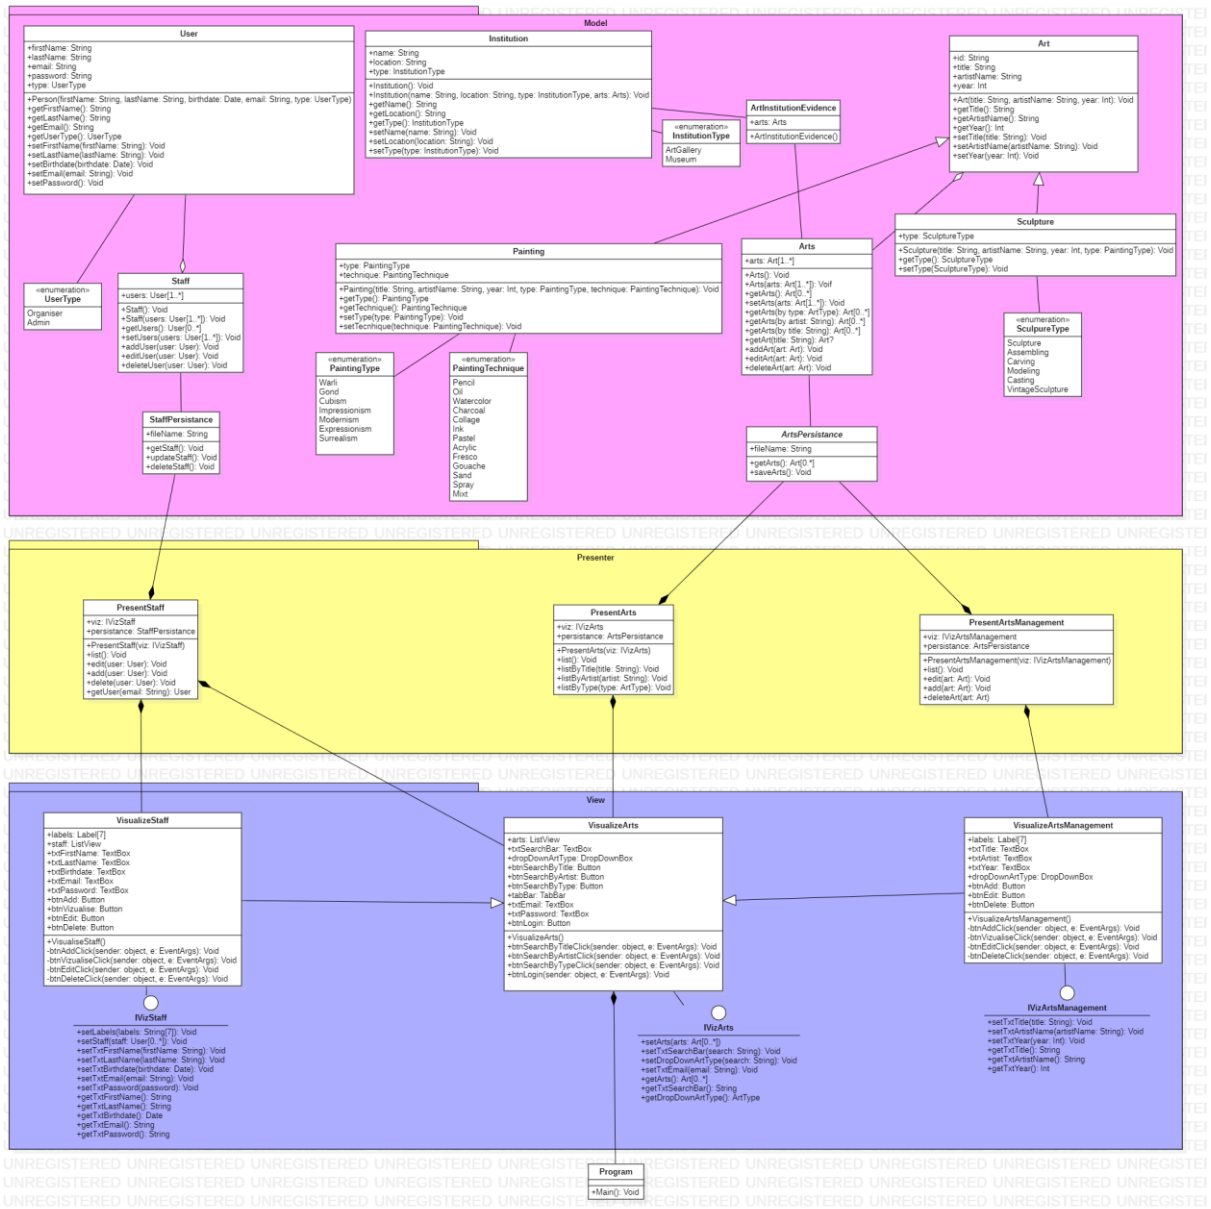 Model
User
+firstName: String
+lastName: String
+email: String
+password: String
+type: UserType
+Person(firstName: String, lastName: String, birthdate: Date, email: String, type: UserType)
+getFirstName(): String
+getLastName(): String
+getEmail(): String
+getUserType(): UserType
+setFirstName(firstName: String): Void
+setLastName(lastName: String): Void
+setBirthdate(birthdate: Date): Void
+setEmail(email: String): Void
+setPassword(): Void
Institution
+name: String
+location: String
+type: InstitutionType
+Institution(): Void
+Institution(name: String, location: String, type: InstitutionType, arts: Arts): Void
+getName(): String
+getLocation(): String
+getType(): InstitutionType
+setName(name: String): Void
+setLocation(location: String): Void
+setType(type: InstitutionType): Void
«enumeration»
InstitutionType
ArtGallery
Museum
ArtInstitutionEvidence
+arts: Arts
+ArtInstitutionEvidence()
Art
+id: String
+title: String
+artistName: String
+year: Int
+Art(title: String, artistName: String, year: Int): Void
+getTitle(): String
+getArtistName(): String
+getYear(): Int
+setTitle(title: String): Void
+setArtistName(artistName: String): Void
+setYear(year: Int): Void
«enumeration»
UserType
Organiser
Admin
Staff
+users: User[1..*]
+Staff(): Void
+Staff(users: User[1..*]): Void
+getUsers(): User[0..*]
+setUsers(users: User[1..*]): Void
+addUser(user: User): Void
+editUser(user: User): Void
+deleteUser(user: User): Void
Painting
+type: PaintingType
+technique: PaintingTechnique
+Painting(title: String, artistName: String, year: Int, type: PaintingType, technique: PaintingTechnique): Void
+getType(): PaintingType
+getTechnique(): PaintingTechnique
+setType(type: PaintingType): Void
+setTecnhique(technique: PaintingTechnique): Void
Arts
+arts: Art[1..*]
+Arts(): Void
+Arts(arts: Art[1..*]): Voif
+getArts(): Art[0..*]
+setArts(arts: Art[1..*]): Void
+getArts(by type: ArtType): Art[0..*]
+getArts(by artist: String): Art[0..*]
+getArts(by title: String): Art[0..*]
+getArt(title: String): Art?
+addArt(art: Art): Void
+editArt(art: Art): Void
+deleteArt(art: Art): Void
Sculpture
+type: SculptureType
+Sculpture(title: String, artistName: String, year: Int, type: PaintingType): Void
+getType(): SculptureType
+setType(SculptureType): Void
«enumeration»
SculpureType
Sculpture
Assembling
Carving
Modeling
Casting
VintageSculpture
«enumeration»
PaintingType
Warli
Gond
Cubism
Impressionism
Modernism
Expressionism
Surrealism
«enumeration»
PaintingTechnique
Pencil
Oil
Watercolor
Charcoal
Collage
Ink
Pastel
Acrylic
Fresco
Gouache
Sand
Spray
Mixt
StaffPersistance
+fileName: String
+getStaff(): Void
+updateStaff(): Void
+deleteStaff(): Void
ArtsPersistance
+fileName: String
+getArts(): Art[0.*]
+saveArts(): Void
Presenter
PresentStaff
+viz: IVizStaff
+persistance: StaffPersistance
+PresentStaff(viz: IVizStaff)
+list(): Void
+edit(user: User): Void
+add(user: User): Void
+delete(user: User): Void
+getUser(email: String): User
PresentArts
+viz: IVizArts
+persistance: ArtsPersistance
+PresentArts(viz: IVizArts)
+list(): Void
+listByTitle(title: String): Void
+listByArtist(artist: String): Void
+listByType(type: ArtType): Void
PresentArtsManagement
+viz: IVizArtsManagement
+persistance: ArtsPersistance
+PresentArtsManagement(viz: IVizArtsManagement)
+list(): Void
+edit(art: Art): Void
+add(art: Art): Void
+deleteArt(art: Art)
View
VisualizeStaff
+labels: Label[7]
+staff: ListView
+txtFirstName: TextBox
+txtLastName: TextBox
+txtBirthdate: TextBox
+txtEmail: TextBox
+txtPassword: TextBox
+btnAdd: Button
+btnVizualise: Button
+btnEdit: Button
+btnDelete: Button
+VisualiseStaff()
-btnAddClick(sender: object, e: EventArgs): Void
-btnVizualiseClick(sender: object, e: EventArgs): Void
-btnEditClick(sender: object, e: EventArgs): Void
-btnDeleteClick(sender: object, e: EventArgs): Void
VisualizeArts
+arts: ListView
+txtSearchBar: TextBox
+dropDownArtType: DropDownBox
+btnSearchByTitle: Button
+btnSearchByArtist: Button
+btnSearchByType: Button
+tabBar: TabBar
+txtEmail: TextBox
+txtPassword: TextBox
+btnLogin: Button
+VisualizeArts()
+btnSearchByTitleClick(sender: object, e: EventArgs): Void
+btnSearchByArtistClick(sender: object, e: EventArgs): Void
+btnSearchByTypeClick(sender: object, e: EventArgs): Void
+btnLogin(sender: object, e: EventArgs): Void
VisualizeArtsManagement
+labels: Label[7]
+txtTitle: TextBox
+txtArtist: TextBox
+txtYear: TextBox
+dropDownArtType: DropDownBox
+btnAdd: Button
+btnEdit: Button
+btnDelete: Button
+VisualizeArtsManagement()
-btnAddClick(sender: object, e: EventArgs): Void
-btnVizualiseClick(sender: object, e: EventArgs): Void
-btnEditClick(sender: object, e: EventArgs): Void
-btnDeleteClick(sender: object, e: EventArgs): Void
IVizStaff
+setLabels(labels: String[7]): Void
+setStaff(staff: User[0..*]): Void
+setTxtFirstName(firstName: String): Void
+setTxtLastName(lastName: String): Void
+setTxtBirthdate(birthdate: Date): Void
+setTxtEmail(email: String): Void
+setTxtPassword(password): Void
+getTxtFirstName(): String
+getTxtLastName(): String
+getTxtBirthdate(): Date
+getTxtEmail(): String
+getTxtPassword(): String
IVizArts
+setArts(arts: Art[0..*])
+setTxtSearchBar(search: String): Void
+setDropDownArtType(search: String): Void
+setTxtEmail(email: String): Void
+getArts(): Art[0..*]
+getTxtSearchBar(): String
+getDropDownArtType(): ArtType
IVizArtsManagement
+setTxtTitle(title: String): Void
+setTxtArtistName(artistName: String): Void
+setTxtYear(year: Int): Void
+getTxtTitle(): String
+getTxtArtistName(): String
+getTxtYear(): Int
Program
+Main(): Void
UNREGISTERED UNREGISTERED UNREGISTERED UNREGISTERED UNREGISTERED UNREGISTERED UNREGISTERED UNREGISTERED UNREGISTERED